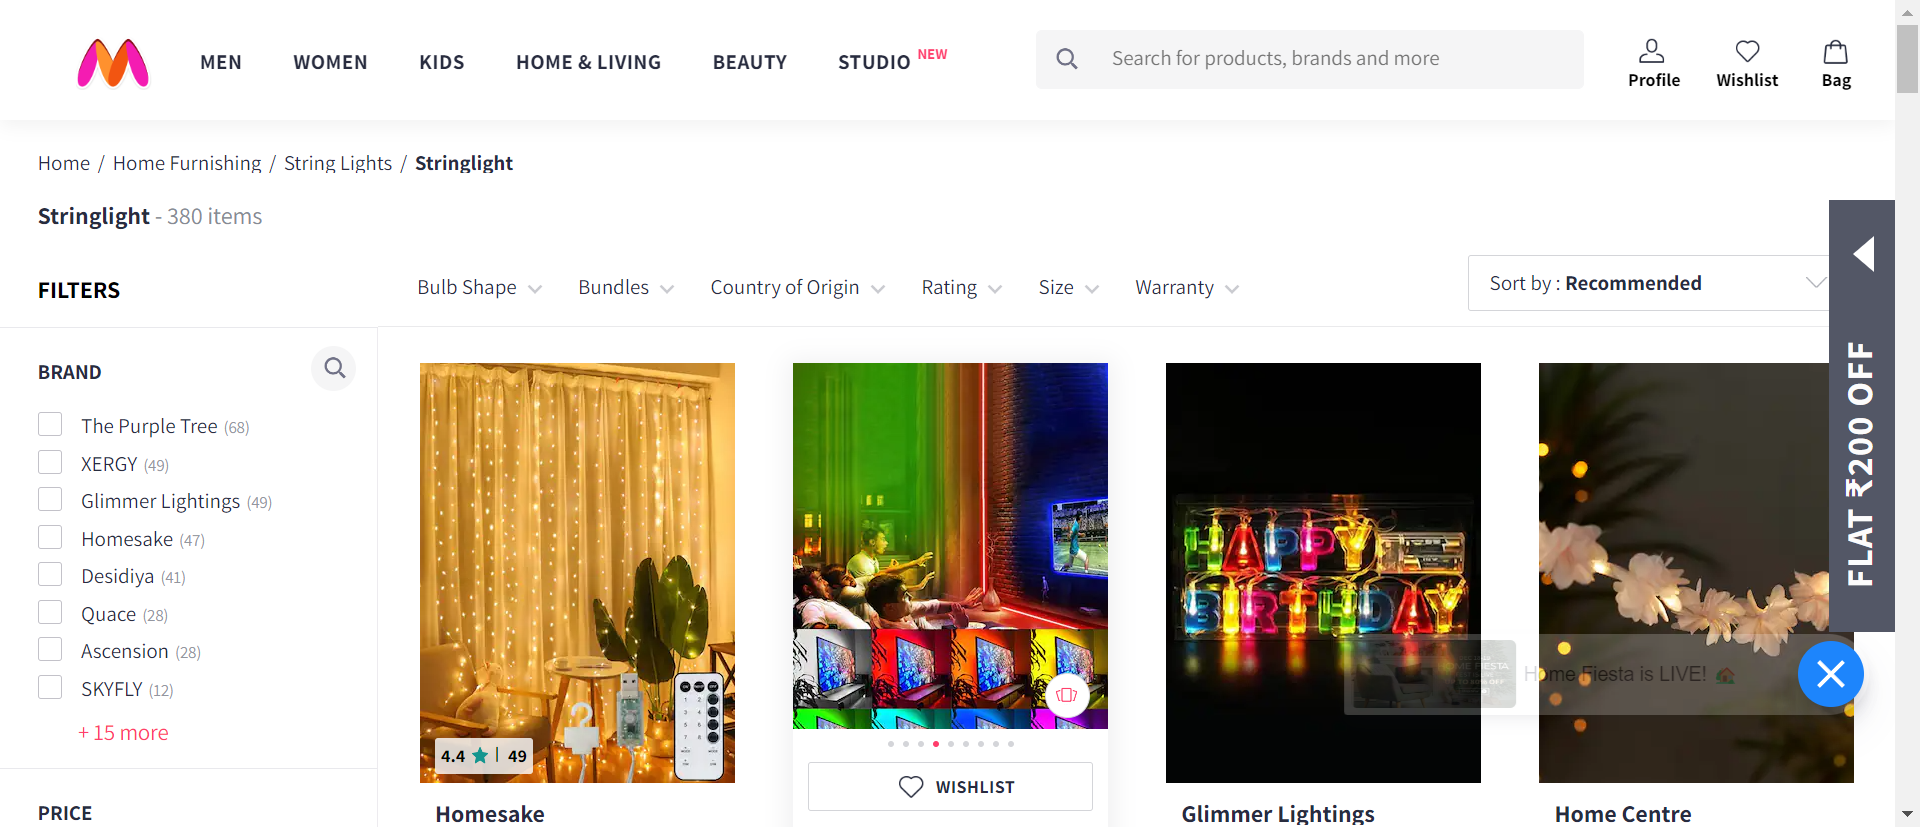 MEN WOMEN KIDS HOME & LIVING BEAUTY STUDIO NEW
Search for products, brands and more
Profile Wishlist Bag
Home / Home Furnishing / String Lights / Stringlight
Stringlight - 380 items
FILTERS
Bulb Shape Bundles Country of Origin Rating Size Warranty
Sort by : Recommended
FLAT ₹200 OFF
BRAND
The Purple Tree (68)
XERGY (49)
Glimmer Lightings (49)
Homesake (47)
Desidiya (41)
Quace (28)
Ascension (28)
SKYFLY (12)
+ 15 more
PRICE
4.4 | 49
Homesake
WISHLIST
HAPPY
BIRTHDAY
Glimmer Lightings
HOME FIESTA
Home Fiesta is LIVE!
Home Centre